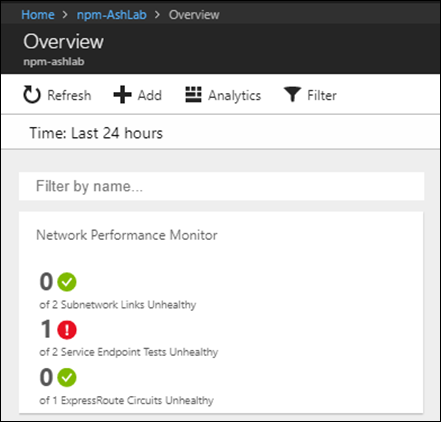 Home > npm-AshLab > Overview
Overview
npm-ashlab
Refresh Add Analytics Filter
Time: Last 24 hours
Filter by name...
Network Performance Monitor
0
of 2 Subnetwork Links Unhealthy
1
of 2 Service Endpoint Tests Unhealthy
0
of 1 ExpressRoute Circuits Unhealthy